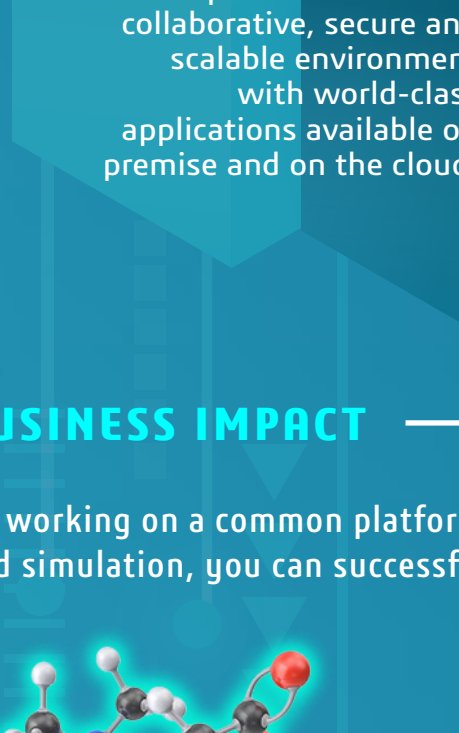 collaborative, secure an
scalable environmen
with world-clas
applications available o
premise and on the cloud
USINESS IMPACT
working on a common platfor
d simulation, you can successf